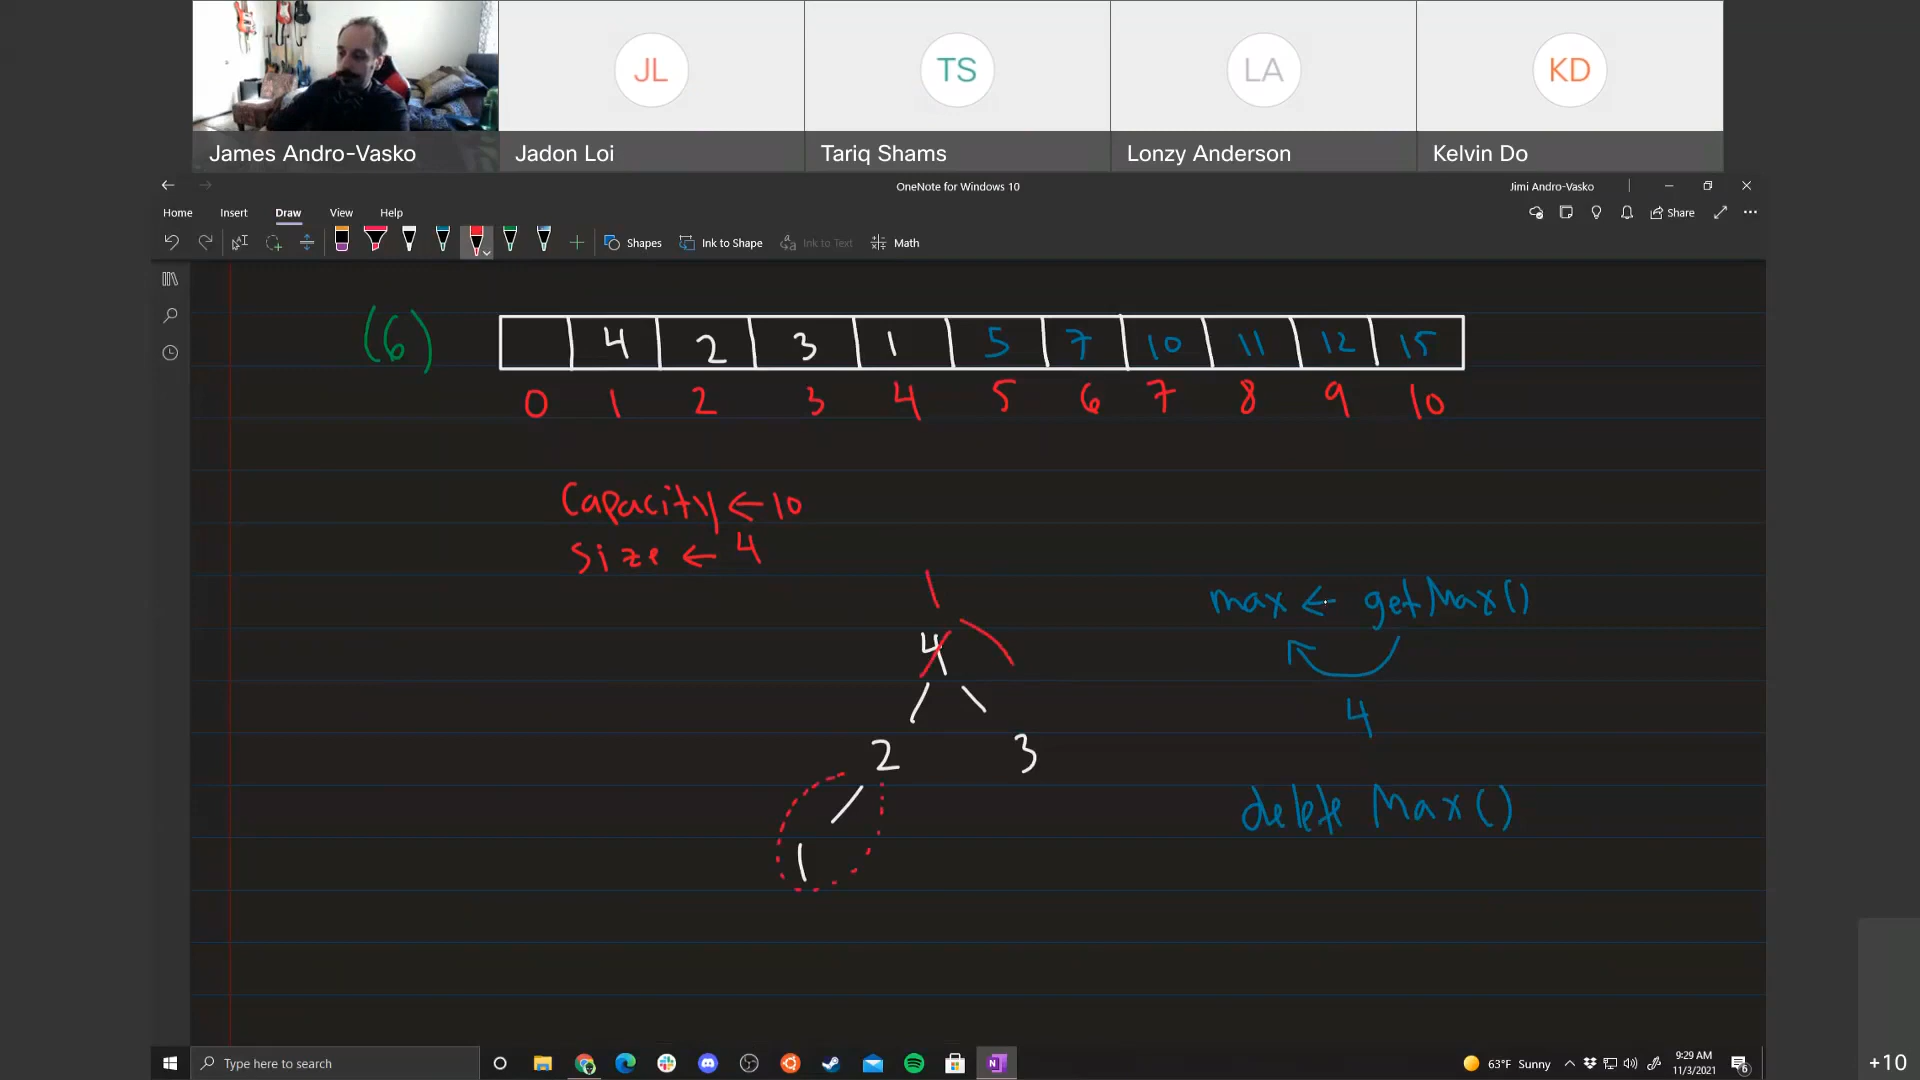 JL
TS
LA
KD
James Andro-Vasko
Jadon Loi
Tariq Shams
Lonzy Anderson
Kelvin Do
OneNote for Windows 10
Jimi Andro-Vasko
Home Insert Draw View Help
Share
Shapes Ink to Shape Ink to Text Math
(6) 4 2 3 1 5 7 10 11 12 15
0 1 2 3 4 5 6 7 8 9 10
Capacity ← 10
Size ← 4
1
4
2 3
1
max ← getMax()
4
delete Max()
Type here to search
63°F Sunny
9:29 AM
11/3/2021
6
+10